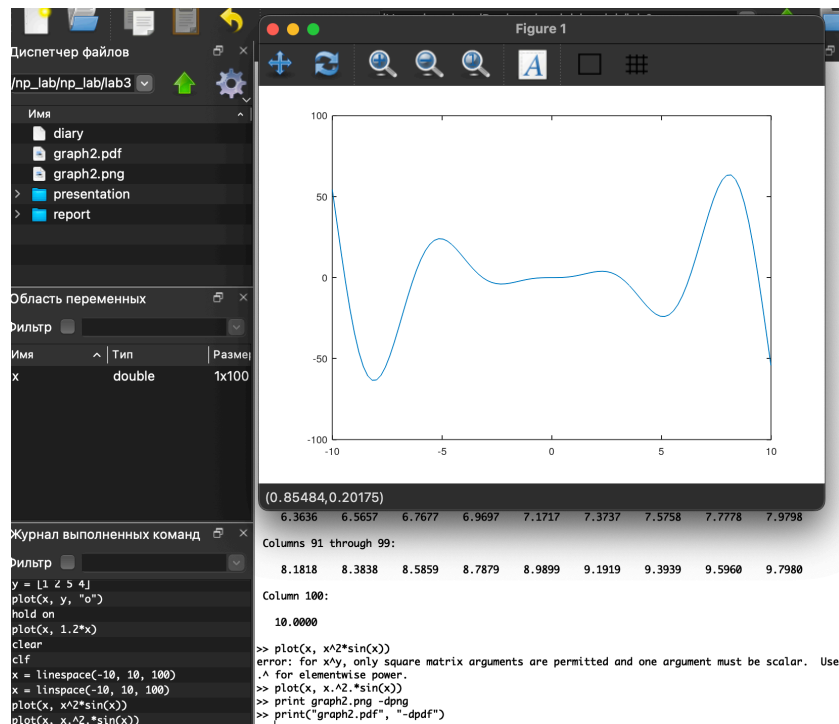 Figure 1
Диспетчер файлов
/np_lab/np_lab/lab3
Имя
diary
graph2.pdf
graph2.png
presentation
report
Область переменных
Фильтр
Имя Тип Размер
x double 1x100
Журнал выполненных команд
Фильтр
y = [1 2 5 4]
plot(x, y, "o")
hold on
plot(x, 1.2*x)
clear
clf
x = linespace(-10, 10, 100)
x = linspace(-10, 10, 100)
plot(x, x^2*sin(x))
plot(x, x.^2.*sin(x))
A
100
50
0
-50
-100
-10 -5 0 5 10
(0.85484,0.20175)
6.3636 6.5657 6.7677 6.9697 7.1717 7.3737 7.5758 7.7778 7.9798
Columns 91 through 99:
8.1818 8.3838 8.5859 8.7879 8.9899 9.1919 9.3939 9.5960 9.7980
Column 100:
10.0000
>> plot(x, x^2*sin(x))
error: for x^y, only square matrix arguments are permitted and one argument must be scalar.  Use
.^ for elementwise power.
>> plot(x, x.^2.*sin(x))
>> print graph2.png -dpng
>> print("graph2.pdf", "-dpdf")
>>